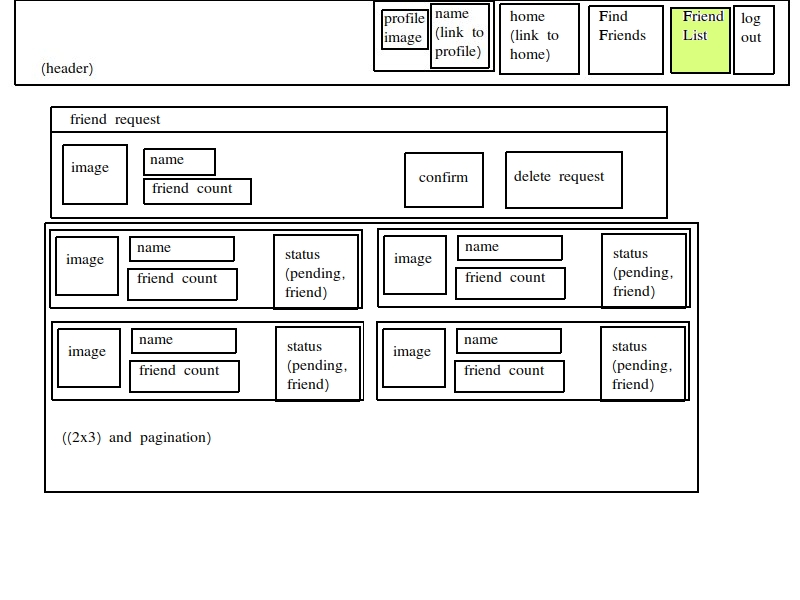 profile
image
name
(link to
profile)
home
(link to
home)
Find
Friends
Friend
List
log
out
(header)
friend request
image
name
friend count
confirm
delete request
image
name
friend count
status
(pending,
friend)
image
name
friend count
status
(pending,
friend)
image
name
friend count
status
(pending,
friend)
image
name
friend count
status
(pending,
friend)
((2x3) and pagination)